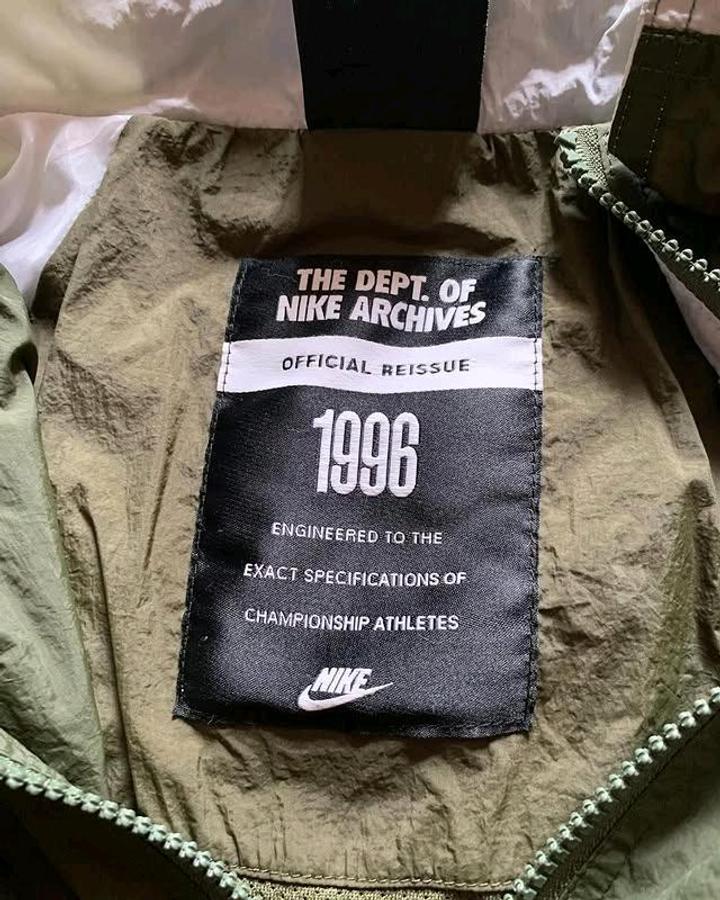 THE DEPT. OF
NIKE ARCHIVES
OFFICIAL REISSUE
1996
ENGINEERED TO THE
EXACT SPECIFICATIONS OF
CHAMPIONSHIP ATHLETES
NIKE